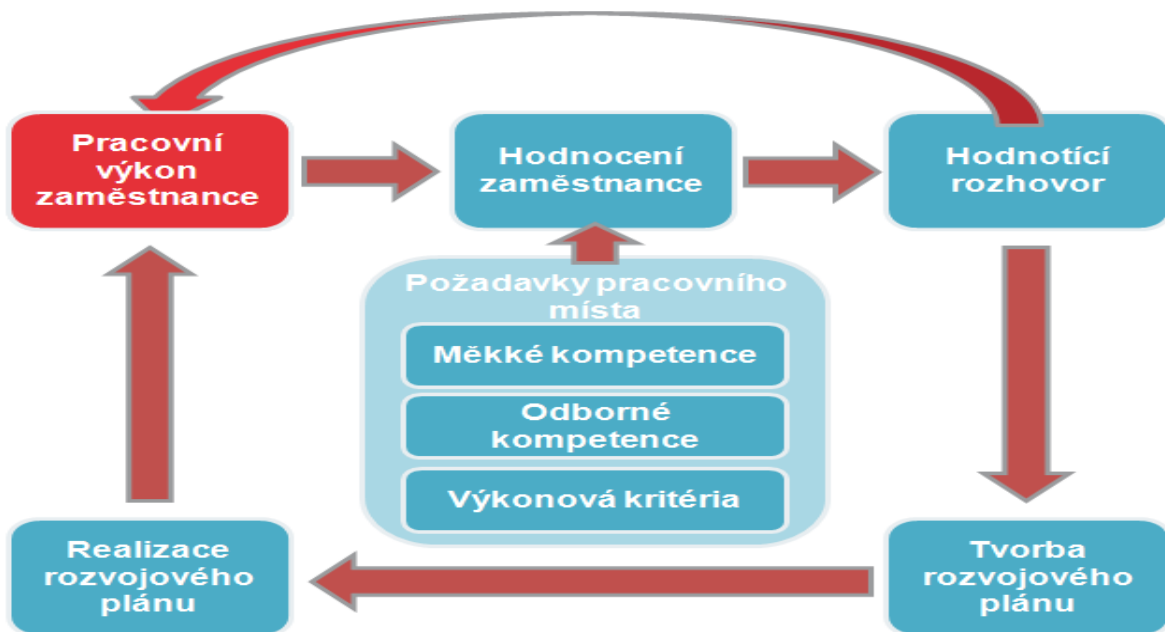 Pracovní
výkon
zaměstnance
Hodnocení
zaměstnance
Hodnotící
rozhovor
Požadavky pracovního
místa
Měkké kompetence
Odborné
kompetence
Výkonová kritéria
Realizace
rozvojového
plánu
Tvorba
rozvojového
plánu